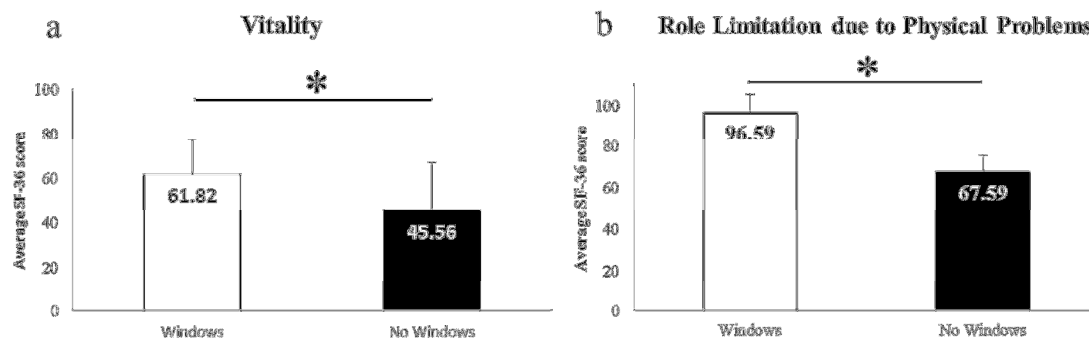 a
Vitality
Average SF-36 score
100
80
60
40
20
0
*
61.82
45.56
Windows
No Windows
b
Role Limitation due to Physical Problems
Average SF-36 score
100
80
60
40
20
0
*
96.59
67.59
Windows
No Windows